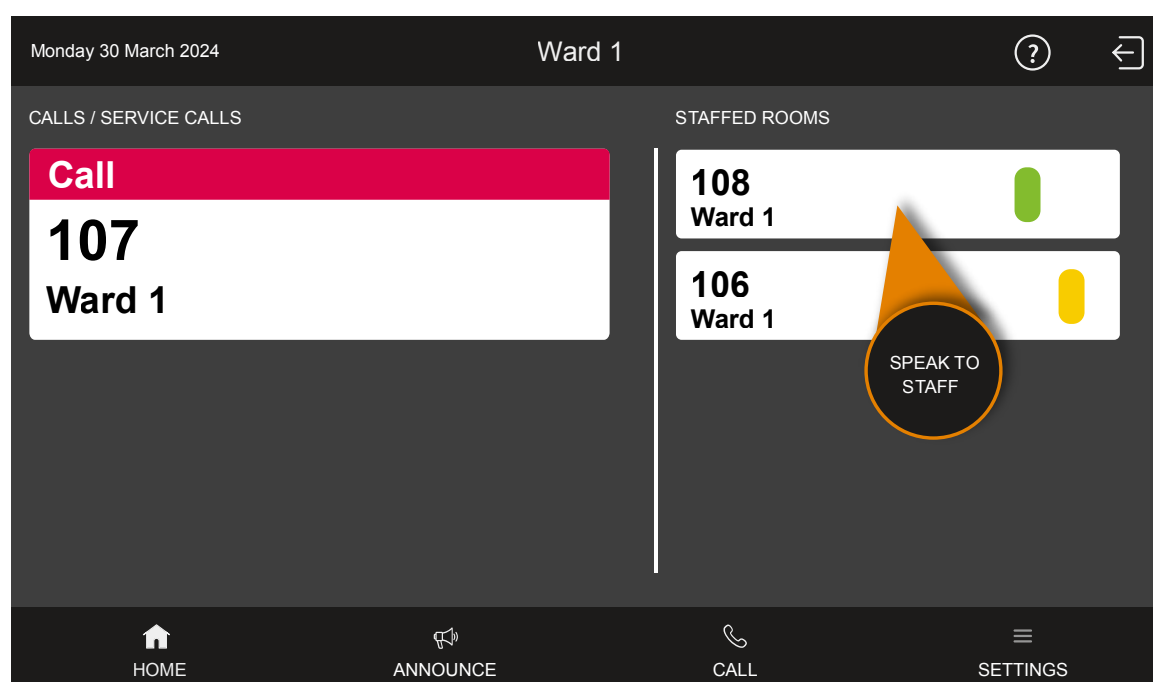 Monday 30 March 2024
Ward 1
?
CALLS / SERVICE CALLS
Call
107
Ward 1
STAFFED ROOMS
108
Ward 1
106
Ward 1
SPEAK TO
STAFF
HOME
ANNOUNCE
CALL
SETTINGS